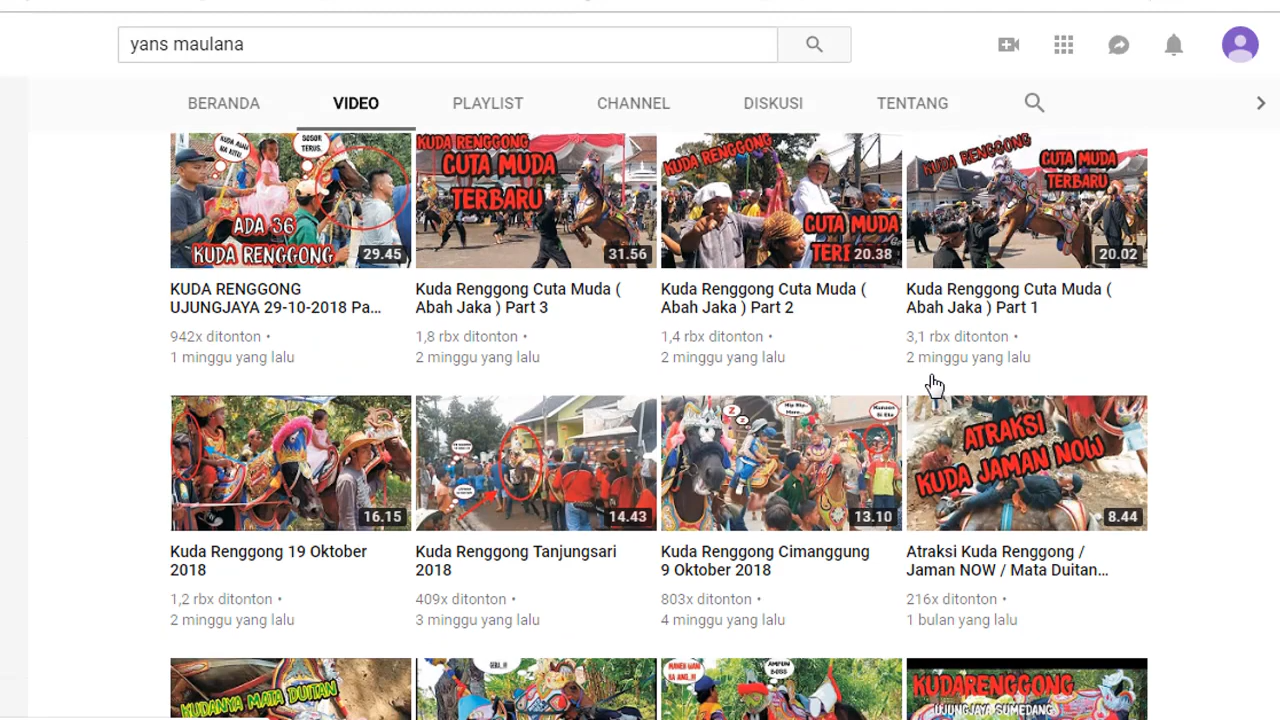 yans maulana
BERANDA
VIDEO
PLAYLIST
CHANNEL
DISKUSI
TENTANG
SOSOR
TERUS.
ADA 36
KUDA RENGGONG
29.45
KUDA RENGGONG
CUTA MUDA
TERBARU
31.56
KUDA RENGGONG
CUTA MUDA
20.38
KUDA RENGGONG
CUTA MUDA
TERBARU
20.02
KUDA RENGGONG
UJUNGJAYA 29-10-2018 Pa...
942x ditonton •
1 minggu yang lalu
Kuda Renggong Cuta Muda (
Abah Jaka ) Part 3
1,8 rbx ditonton •
2 minggu yang lalu
Kuda Renggong Cuta Muda (
Abah Jaka ) Part 2
1,4 rbx ditonton •
2 minggu yang lalu
Kuda Renggong Cuta Muda (
Abah Jaka ) Part 1
3,1 rbx ditonton •
2 minggu yang lalu
16.15
14.43
13.10
ATRAKSI
KUDA JAMAN NOW
8.44
Kuda Renggong 19 Oktober
2018
1,2 rbx ditonton •
2 minggu yang lalu
Kuda Renggong Tanjungsari
2018
409x ditonton •
3 minggu yang lalu
Kuda Renggong Cimanggung
9 Oktober 2018
803x ditonton •
4 minggu yang lalu
Atraksi Kuda Renggong /
Jaman NOW / Mata Duitan...
216x ditonton •
1 bulan yang lalu
KUDANYA MATA DUITAN
AMPUN
BOSS
KUDARENGGONG
UJUNGJAYA SUMEDANG